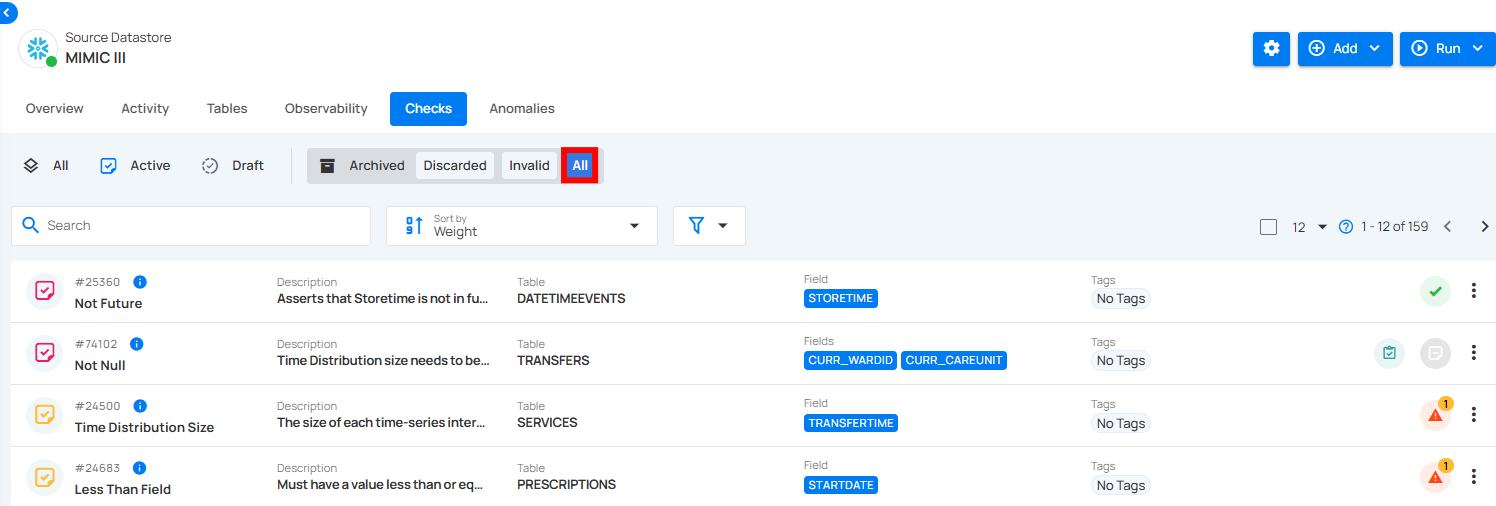 Source Datastore
MIMIC III
Add
Run
Overview Activity Tables Observability Checks Anomalies
All Active Draft Archived Discarded Invalid All
Search
Sort by
Weight
12 1 - 12 of 159
#25360
Not Future
Description
Asserts that Storetime is not in fu...
Table
DATETIMEEVENTS
Field
STORETIME
Tags
No Tags
#74102
Not Null
Description
Time Distribution size needs to be...
Table
TRANSFERS
Fields
CURR_WARDID CURR_CAREUNIT
Tags
No Tags
#24500
Time Distribution Size
Description
The size of each time-series inter...
Table
SERVICES
Field
TRANSFERTIME
Tags
No Tags
1
#24683
Less Than Field
Description
Must have a value less than or eq...
Table
PRESCRIPTIONS
Field
STARTDATE
Tags
No Tags
1